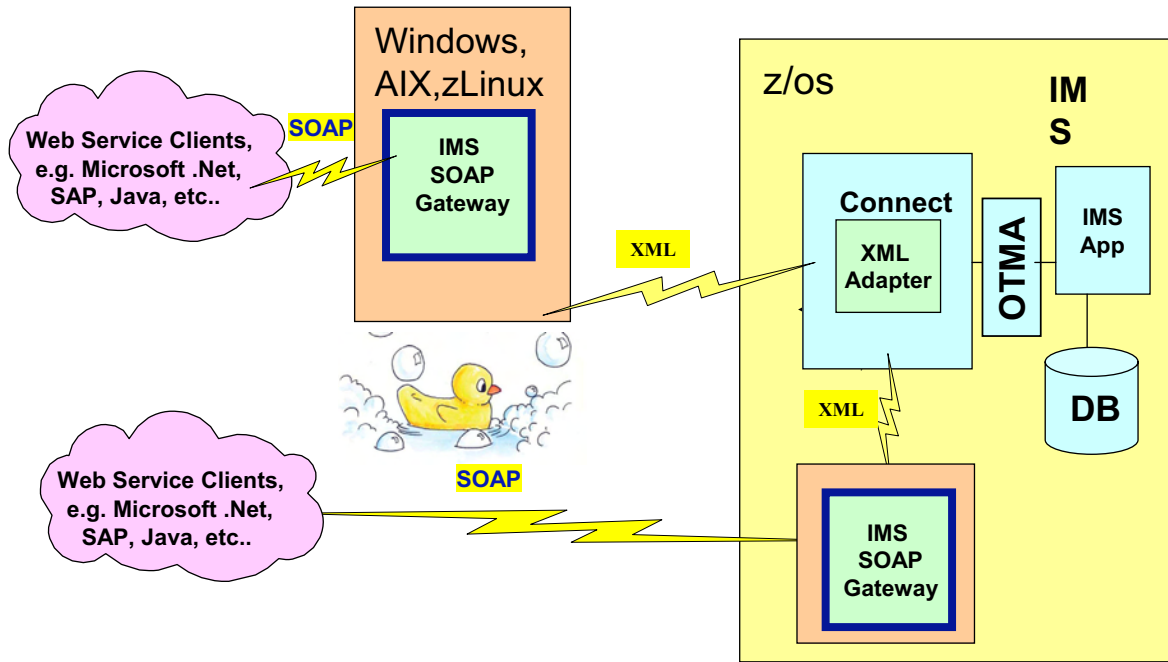 Windows,
AIX,zLinux
IMS
SOAP
Gateway
Web Service Clients,
e.g. Microsoft .Net,
SAP, Java, etc..
SOAP
XML
z/os
IM
S
Connect
XML
Adapter
OTMA
IMS
App
DB
XML
Web Service Clients,
e.g. Microsoft .Net,
SAP, Java, etc..
SOAP
IMS
SOAP
Gateway